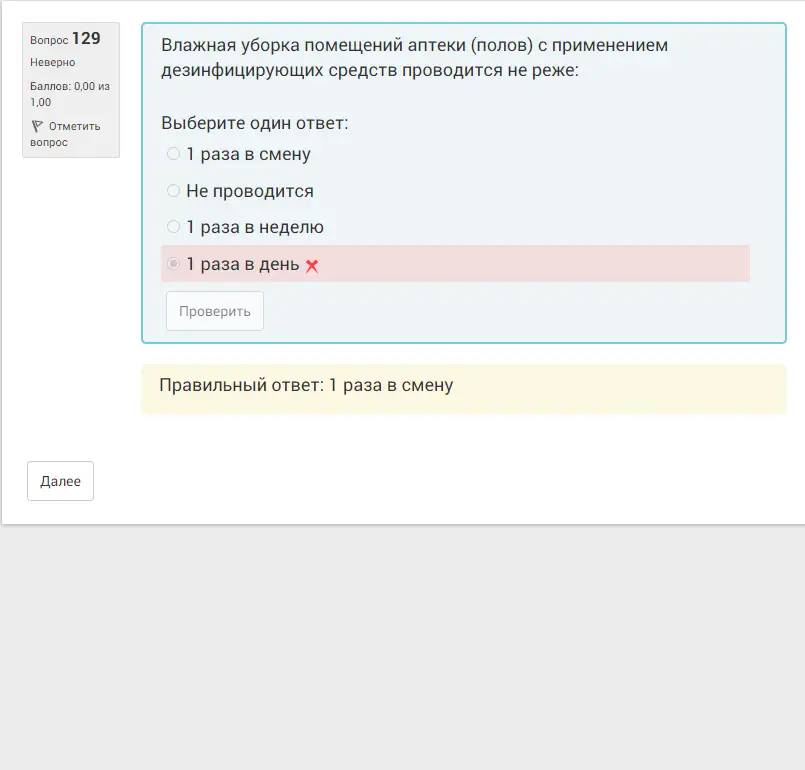 Вопрос 129
Неверно
Баллов: 0,00 из
1,00
Отметить
вопрос
Влажная уборка помещений аптеки (полов) с применением
дезинфицирующих средств проводится не реже:
Выберите один ответ:
1 раза в смену
Не проводится
1 раза в неделю
1 раза в день
Проверить
Правильный ответ: 1 раза в смену
Далее